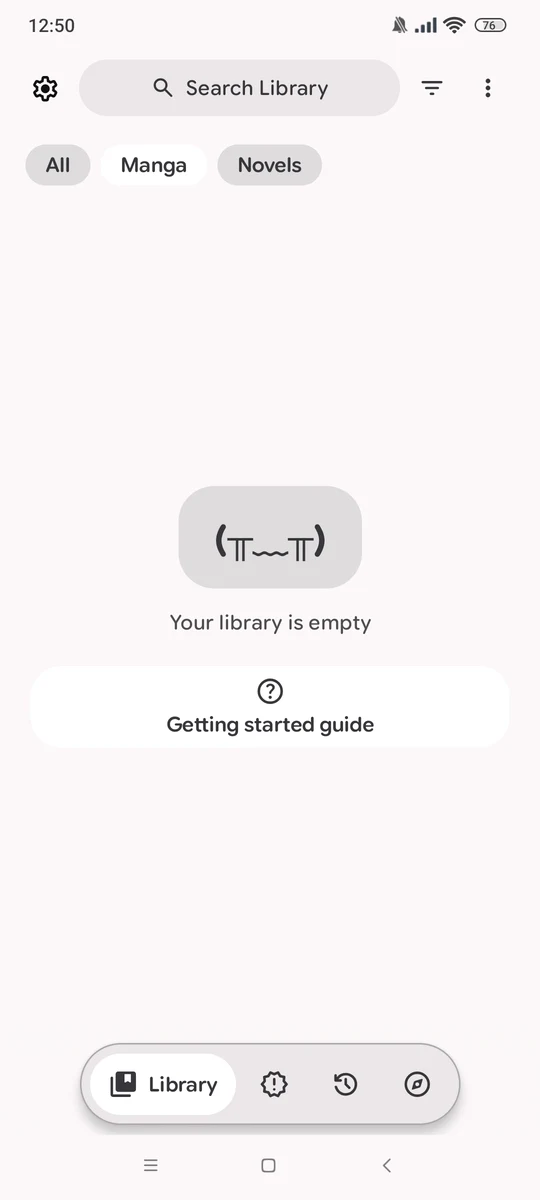 12:50
76
Search Library
All
Manga
Novels
(╥﹏╥)
Your library is empty
Getting started guide
Library